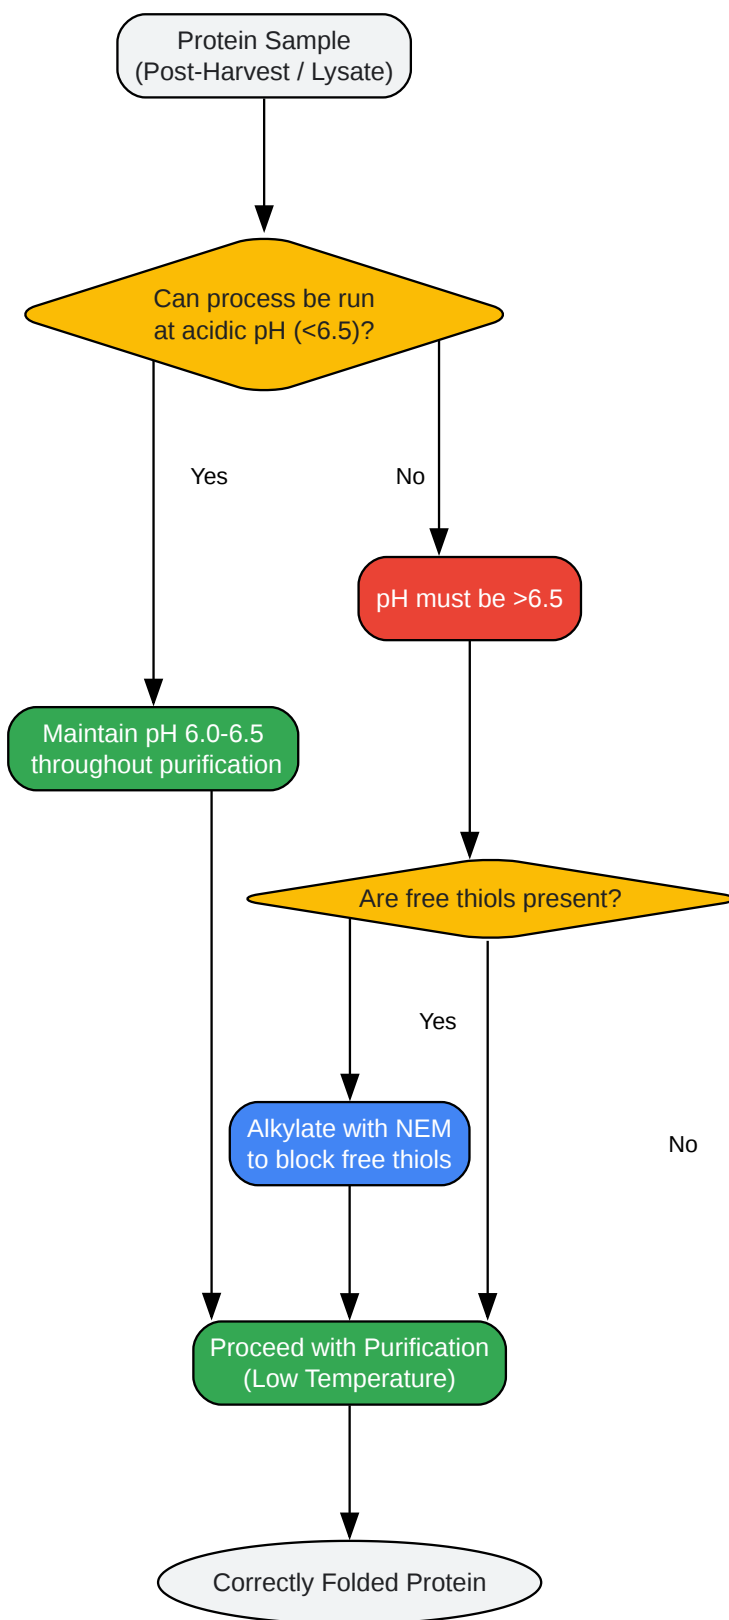 Protein Sample
(Post-Harvest / Lysate)
Can process be run
at acidic pH (<6.5)?
Yes
No
pH must be >6.5
Maintain pH 6.0-6.5
throughout purification
Are free thiols present?
Yes
Alkylate with NEM
to block free thiols
No
Proceed with Purification
(Low Temperature)
Correctly Folded Protein